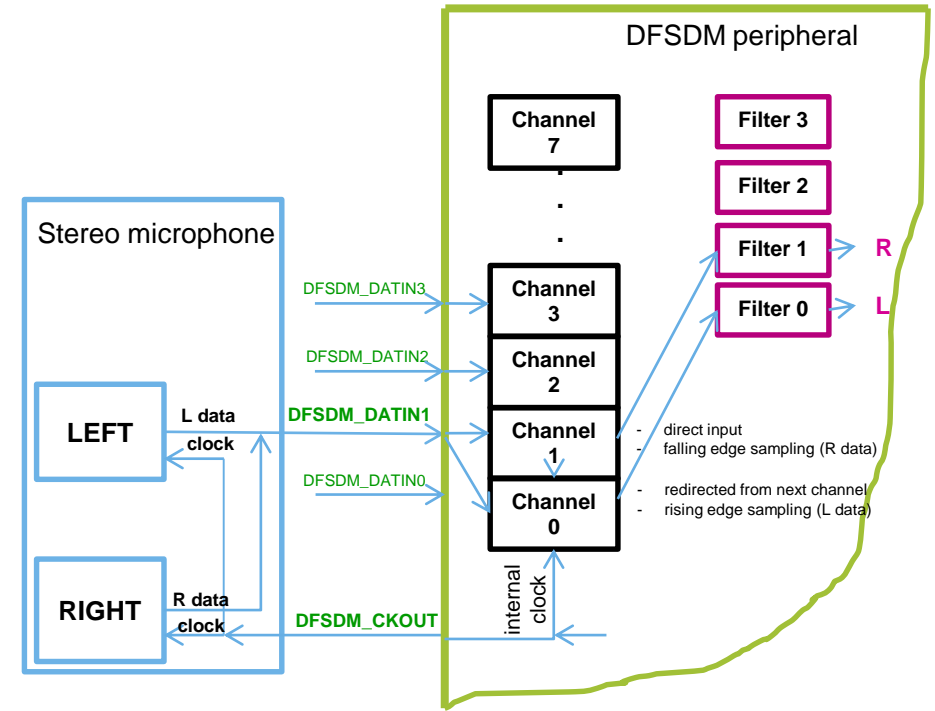 DFSDM peripheral
Channel
7
.
.
.
Filter 3
Filter 2
Filter 1
R
Filter 0
L
Stereo microphone
DFSDM_DATIN3
Channel
3
DFSDM_DATIN2
Channel
2
LEFT
L data
clock
DFSDM_DATIN1
Channel
1
- direct input
- falling edge sampling (R data)
DFSDM_DATIN0
Channel
0
- redirected from next channel
- rising edge sampling (L data)
RIGHT
R data
clock
DFSDM_CKOUT
internal
clock